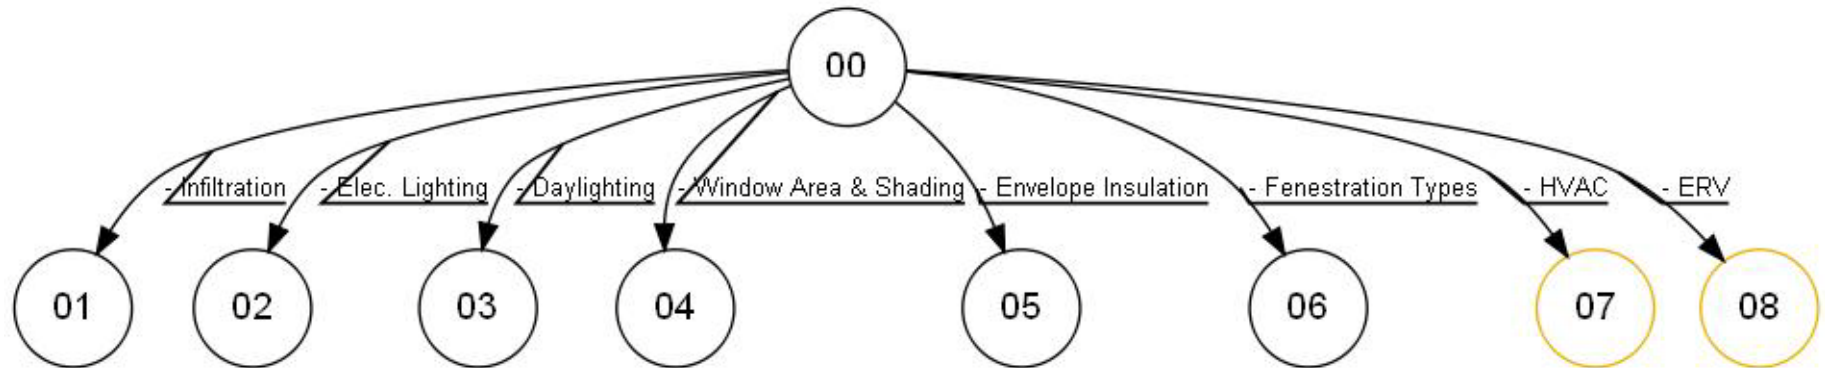 00
- Infiltration
- Elec. Lighting
- Daylighting
- Window Area & Shading
- Envelope Insulation
- Fenestration Types
- HVAC
- ERV
01
02
03
04
05
06
07
08